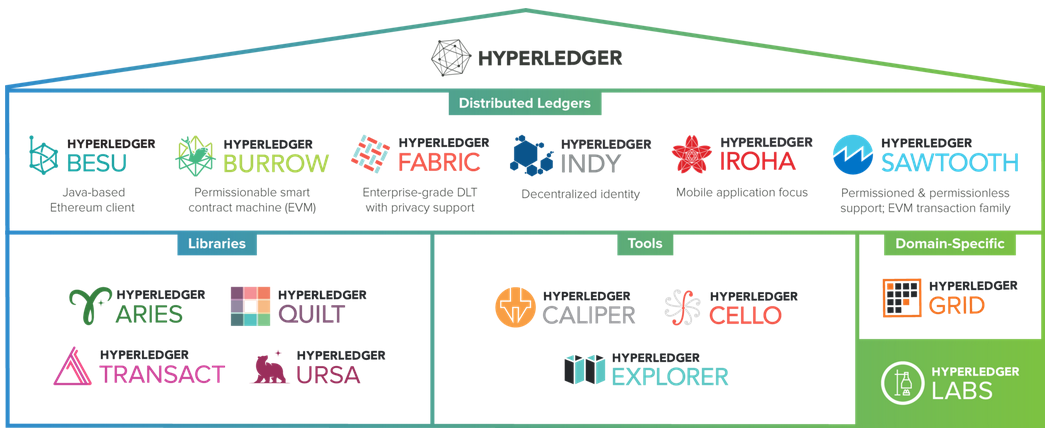 HYPERLEDGER
Distributed Ledgers
HYPERLEDGER
BESU
Java-based
Ethereum client
HYPERLEDGER
BURROW
Permissionable smart
contract machine (EVM)
HYPERLEDGER
FABRIC
Enterprise-grade DLT
with privacy support
HYPERLEDGER
INDY
Decentralized identity
HYPERLEDGER
IROHA
Mobile application focus
HYPERLEDGER
SAWTOOTH
Permissioned & permissionless
support; EVM transaction family
Libraries
HYPERLEDGER
ARIES
HYPERLEDGER
QUILT
HYPERLEDGER
TRANSACT
HYPERLEDGER
URSA
Tools
HYPERLEDGER
CALIPER
HYPERLEDGER
CELLO
HYPERLEDGER
EXPLORER
Domain-Specific
HYPERLEDGER
GRID
HYPERLEDGER
LABS